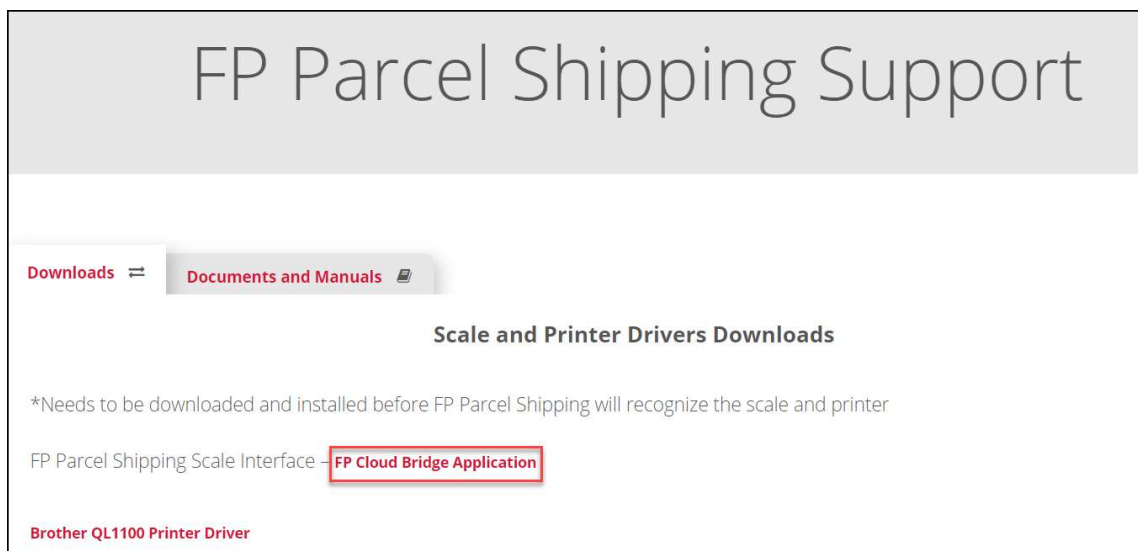 FP Parcel Shipping Support
Downloads
Documents and Manuals
Scale and Printer Drivers Downloads
*Needs to be downloaded and installed before FP Parcel Shipping will recognize the scale and printer
FP Parcel Shipping Scale Interface – FP Cloud Bridge Application
Brother QL1100 Printer Driver